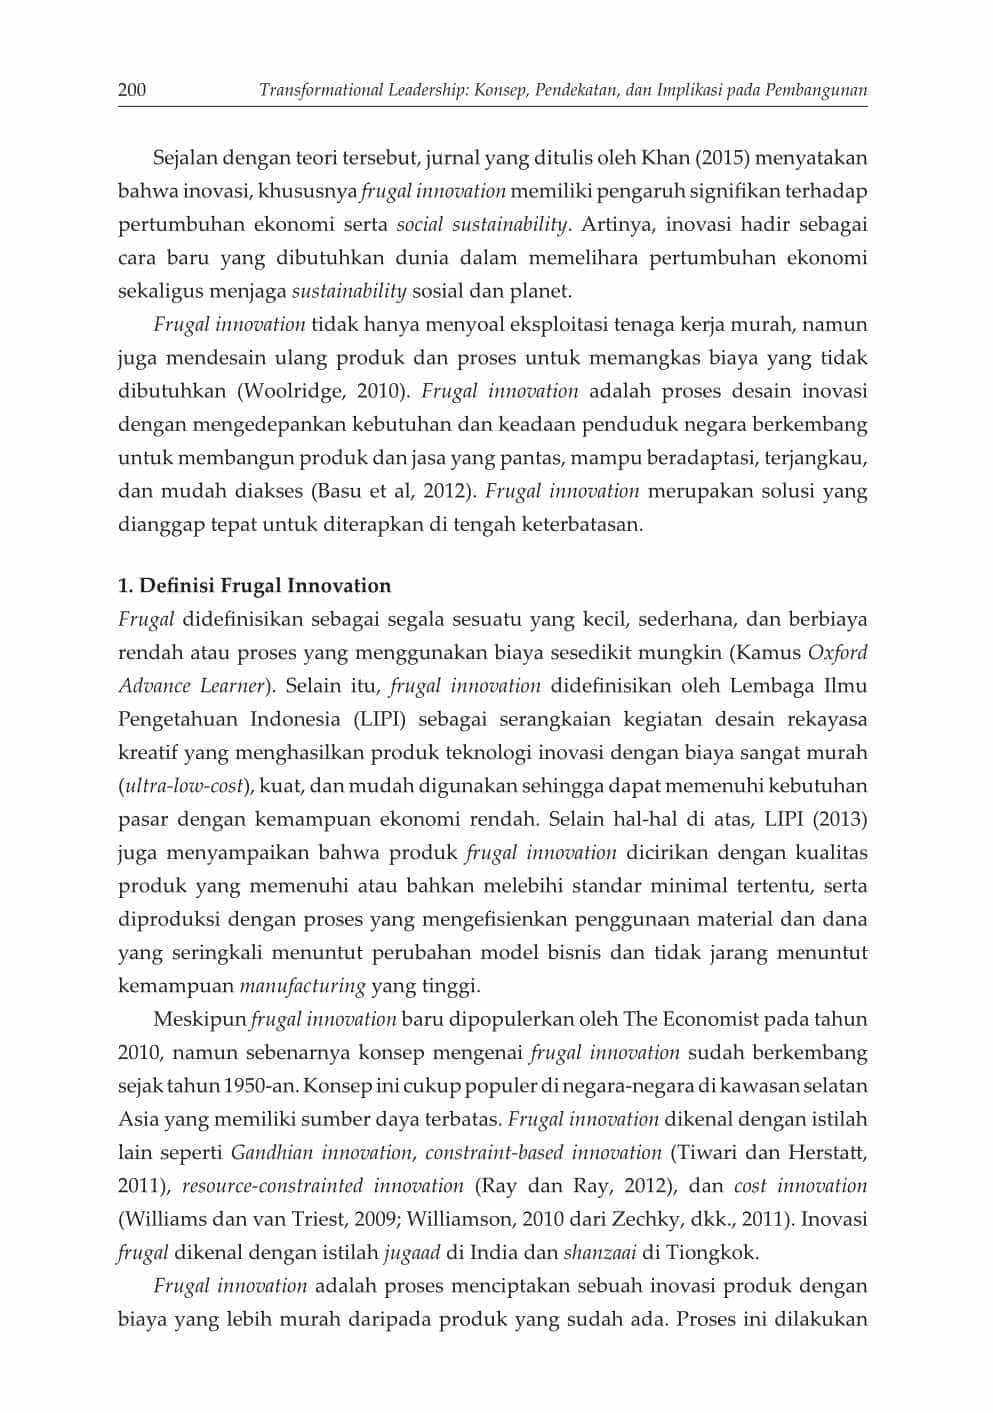 200 Transformational Leadership: Konsep, Pendekatan, dan Implikasi pada Pembangunan
Sejalan dengan teori tersebut, jurnal yang ditulis oleh Khan (2015) menyatakan
bahwa inovasi, khususnya frugal innovation memiliki pengaruh signifikan terhadap
pertumbuhan ekonomi serta social sustainability. Artinya, inovasi hadir sebagai
cara baru yang dibutuhkan dunia dalam memelihara pertumbuhan ekonomi
sekaligus menjaga sustainability sosial dan planet.
Frugal innovation tidak hanya menyoal eksploitasi tenaga kerja murah, namun
juga mendesain ulang produk dan proses untuk memangkas biaya yang tidak
dibutuhkan (Woolridge, 2010). Frugal innovation adalah proses desain inovasi
dengan mengedepankan kebutuhan dan keadaan penduduk negara berkembang
untuk membangun produk dan jasa yang pantas, mampu beradaptasi, terjangkau,
dan mudah diakses (Basu et al, 2012). Frugal innovation merupakan solusi yang
dianggap tepat untuk diterapkan di tengah keterbatasan.
1. Definisi Frugal Innovation
Frugal didefinisikan sebagai segala sesuatu yang kecil, sederhana, dan berbiaya
rendah atau proses yang menggunakan biaya sesedikit mungkin (Kamus Oxford
Advance Learner). Selain itu, frugal innovation didefinisikan oleh Lembaga Ilmu
Pengetahuan Indonesia (LIPI) sebagai serangkaian kegiatan desain rekayasa
kreatif yang menghasilkan produk teknologi inovasi dengan biaya sangat murah
(ultra-low-cost), kuat, dan mudah digunakan sehingga dapat memenuhi kebutuhan
pasar dengan kemampuan ekonomi rendah. Selain hal-hal di atas, LIPI (2013)
juga menyampaikan bahwa produk frugal innovation dicirikan dengan kualitas
produk yang memenuhi atau bahkan melebihi standar minimal tertentu, serta
diproduksi dengan proses yang mengefisienkan penggunaan material dan dana
yang seringkali menuntut perubahan model bisnis dan tidak jarang menuntut
kemampuan manufacturing yang tinggi.
Meskipun frugal innovation baru dipopulerkan oleh The Economist pada tahun
2010, namun sebenarnya konsep mengenai frugal innovation sudah berkembang
sejak tahun 1950-an. Konsep ini cukup populer di negara-negara di kawasan selatan
Asia yang memiliki sumber daya terbatas. Frugal innovation dikenal dengan istilah
lain seperti Gandhian innovation, constraint-based innovation (Tiwari dan Herstatt,
2011), resource-constrainted innovation (Ray dan Ray, 2012), dan cost innovation
(Williams dan van Triest, 2009; Williamson, 2010 dari Zechky, dkk., 2011). Inovasi
frugal dikenal dengan istilah jugaad di India dan shanzaai di Tiongkok.
Frugal innovation adalah proses menciptakan sebuah inovasi produk dengan
biaya yang lebih murah daripada produk yang sudah ada. Proses ini dilakukan